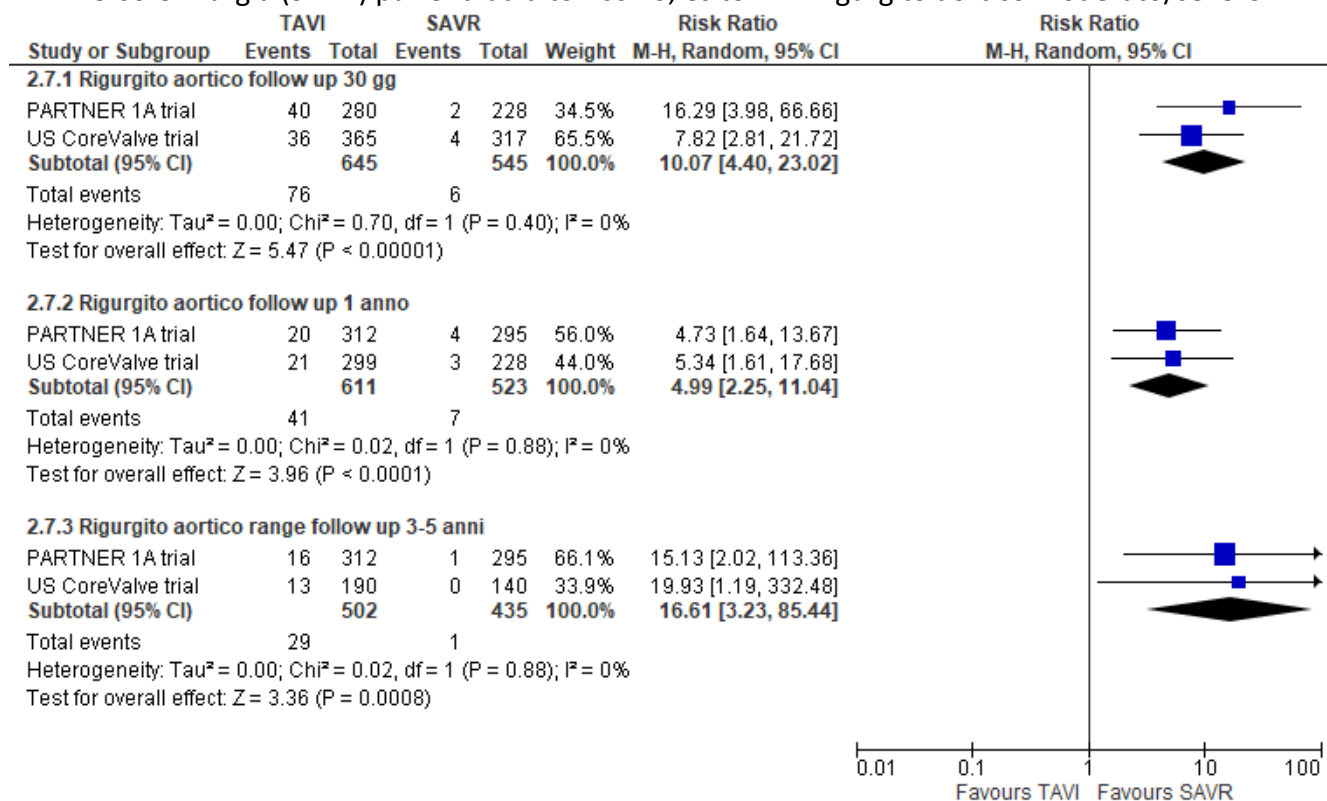 TAVI SAVR Risk Ratio Risk Ratio
Study or Subgroup Events Total Events Total Weight M-H, Random, 95% CI M-H, Random, 95% CI
2.7.1 Rigurgito aortico follow up 30 gg
PARTNER 1A trial 40 280 2 228 34.5% 16.29 [3.98, 66.66]
US CoreValve trial 36 365 4 317 65.5% 7.82 [2.81, 21.72]
Subtotal (95% CI) 645 545 100.0% 10.07 [4.40, 23.02]
Total events 76 6
Heterogeneity: Tau² = 0.00; Chi² = 0.70, df = 1 (P = 0.40); I² = 0%
Test for overall effect: Z = 5.47 (P < 0.00001)
2.7.2 Rigurgito aortico follow up 1 anno
PARTNER 1A trial 20 312 4 295 56.0% 4.73 [1.64, 13.67]
US CoreValve trial 21 299 3 228 44.0% 5.34 [1.61, 17.68]
Subtotal (95% CI) 611 523 100.0% 4.99 [2.25, 11.04]
Total events 41 7
Heterogeneity: Tau² = 0.00; Chi² = 0.02, df = 1 (P = 0.88); I² = 0%
Test for overall effect: Z = 3.96 (P < 0.0001)
2.7.3 Rigurgito aortico range follow up 3-5 anni
PARTNER 1A trial 16 312 1 295 66.1% 15.13 [2.02, 113.36]
US CoreValve trial 13 190 0 140 33.9% 19.93 [1.19, 332.48]
Subtotal (95% CI) 502 435 100.0% 16.61 [3.23, 85.44]
Total events 29 1
Heterogeneity: Tau² = 0.00; Chi² = 0.02, df = 1 (P = 0.88); I² = 0%
Test for overall effect: Z = 3.36 (P = 0.0008)
0.01 0.1 1 10 100
Favours TAVI Favours SAVR